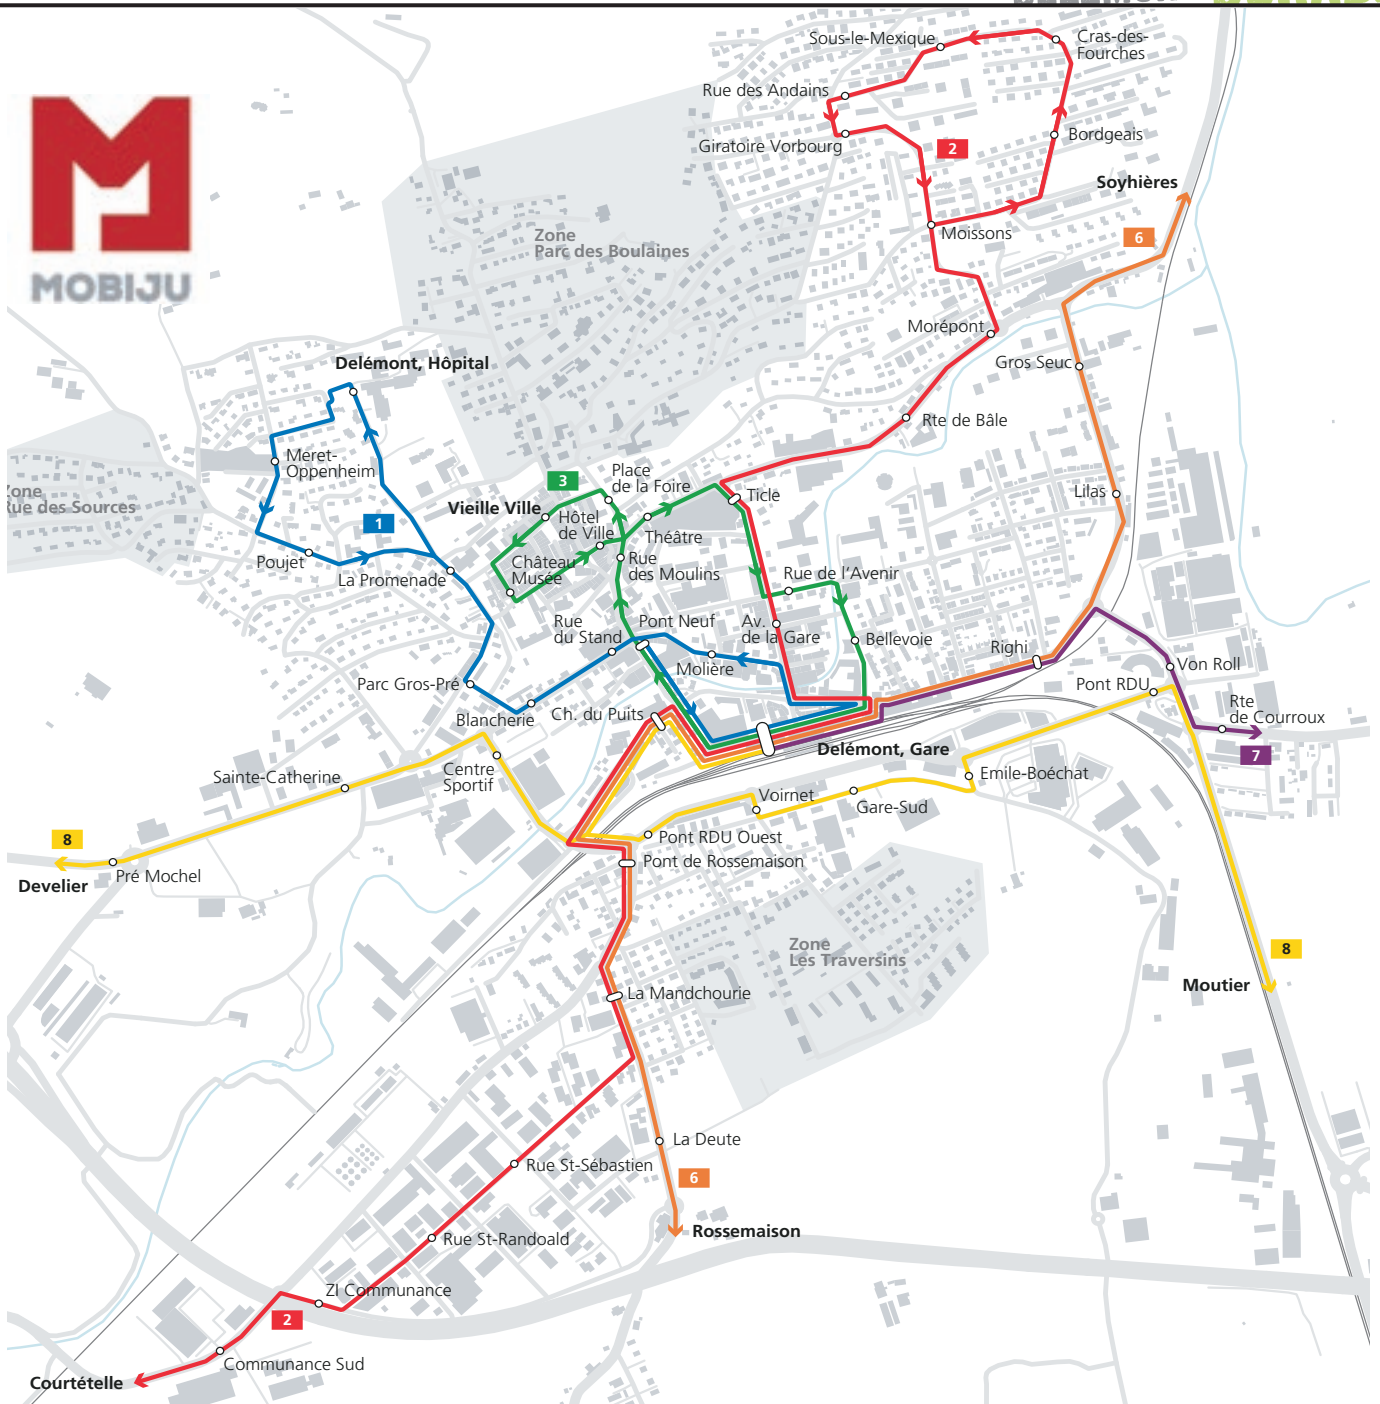 Sous-le-Mexique
Cras-des-
Fourches
Rue des Andains
Giratoire Vorbourg
2
Bordgeais
Soyhières
Moissons
6
Zone
Parc des Boulaines
MOBIJU
Morépont
Gros Seuc
Delémont, Hôpital
Rte de Bâle
Meret-
Oppenheim
Zone
Rue des Sources
3
Place
de la Foire
Ticle
Lilas
Vieille Ville
Hôtel
de Ville
Théâtre
1
Château
Musée
Rue
des Moulins
Rue de l'Avenir
Poujet
La Promenade
Rue
du Stand
Pont Neuf
Av.
de la Gare
Bellevoie
Righi
Molière
Von Roll
Parc Gros-Pré
Pont RDU
Blancherie
Ch. du Puits
Rte
de Courroux
Delémont, Gare
7
Sainte-Catherine
Centre
Sportif
Emile-Boéchat
Voirnet
Gare-Sud
8
Pont RDU Ouest
Pont de Rossemaison
Pré Mochel
Develier
Zone
Les Traversins
8
Moutier
La Mandchourie
La Deute
Rue St-Sébastien
6
Rossemaison
Rue St-Randoald
ZI Communance
2
Communance Sud
Courtételle